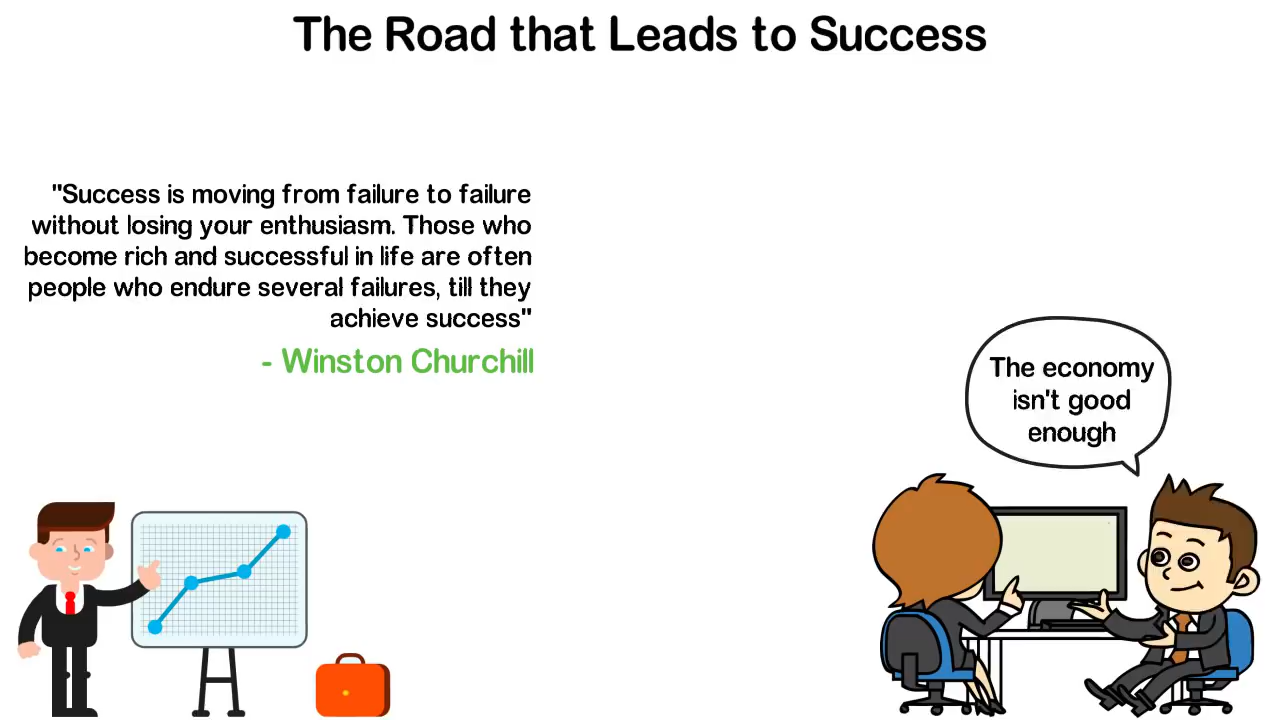 The Road that Leads to Success
"Success is moving from failure to failure
without losing your enthusiasm. Those who
become rich and successful in life are often
people who endure several failures, till they
achieve success"
- Winston Churchill
The economy
isn't good
enough